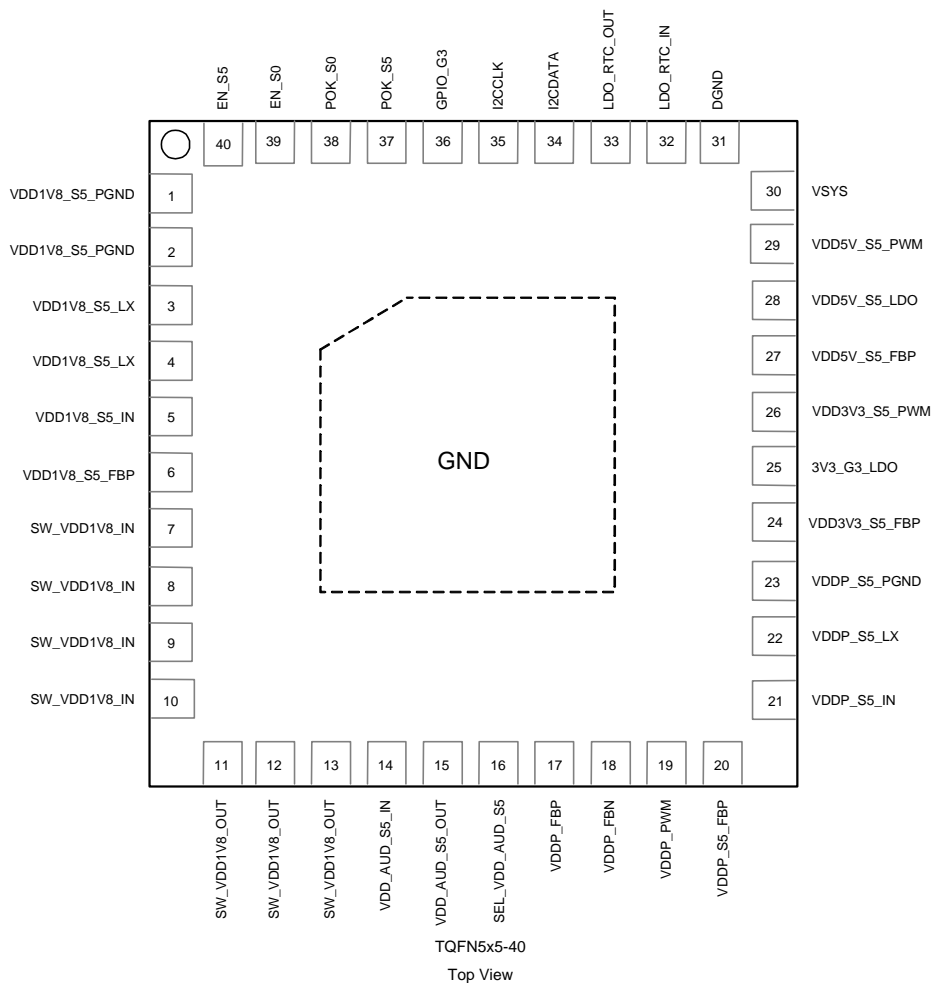 EN_S5
EN_S0
POK_S0
POK_S5
GPIO_G3
I2CCLK
I2CDATA
LDO_RTC_OUT
LDO_RTC_IN
DGND
40
39
38
37
36
35
34
33
32
31
VDD1V8_S5_PGND
1
VDD1V8_S5_PGND
2
VDD1V8_S5_LX
3
VDD1V8_S5_LX
4
VDD1V8_S5_IN
5
VDD1V8_S5_FBP
6
SW_VDD1V8_IN
7
SW_VDD1V8_IN
8
SW_VDD1V8_IN
9
SW_VDD1V8_IN
10
GND
30
VSYS
29
VDD5V_S5_PWM
28
VDD5V_S5_LDO
27
VDD5V_S5_FBP
26
VDD3V3_S5_PWM
25
3V3_G3_LDO
24
VDD3V3_S5_FBP
23
VDDP_S5_PGND
22
VDDP_S5_LX
21
VDDP_S5_IN
11
12
13
14
15
16
17
18
19
20
SW_VDD1V8_OUT
SW_VDD1V8_OUT
SW_VDD1V8_OUT
VDD_AUD_S5_IN
VDD_AUD_S5_OUT
SEL_VDD_AUD_S5
VDDP_FBP
VDDP_FBN
VDDP_PWM
VDDP_S5_FBP
TQFN5x5-40
Top View